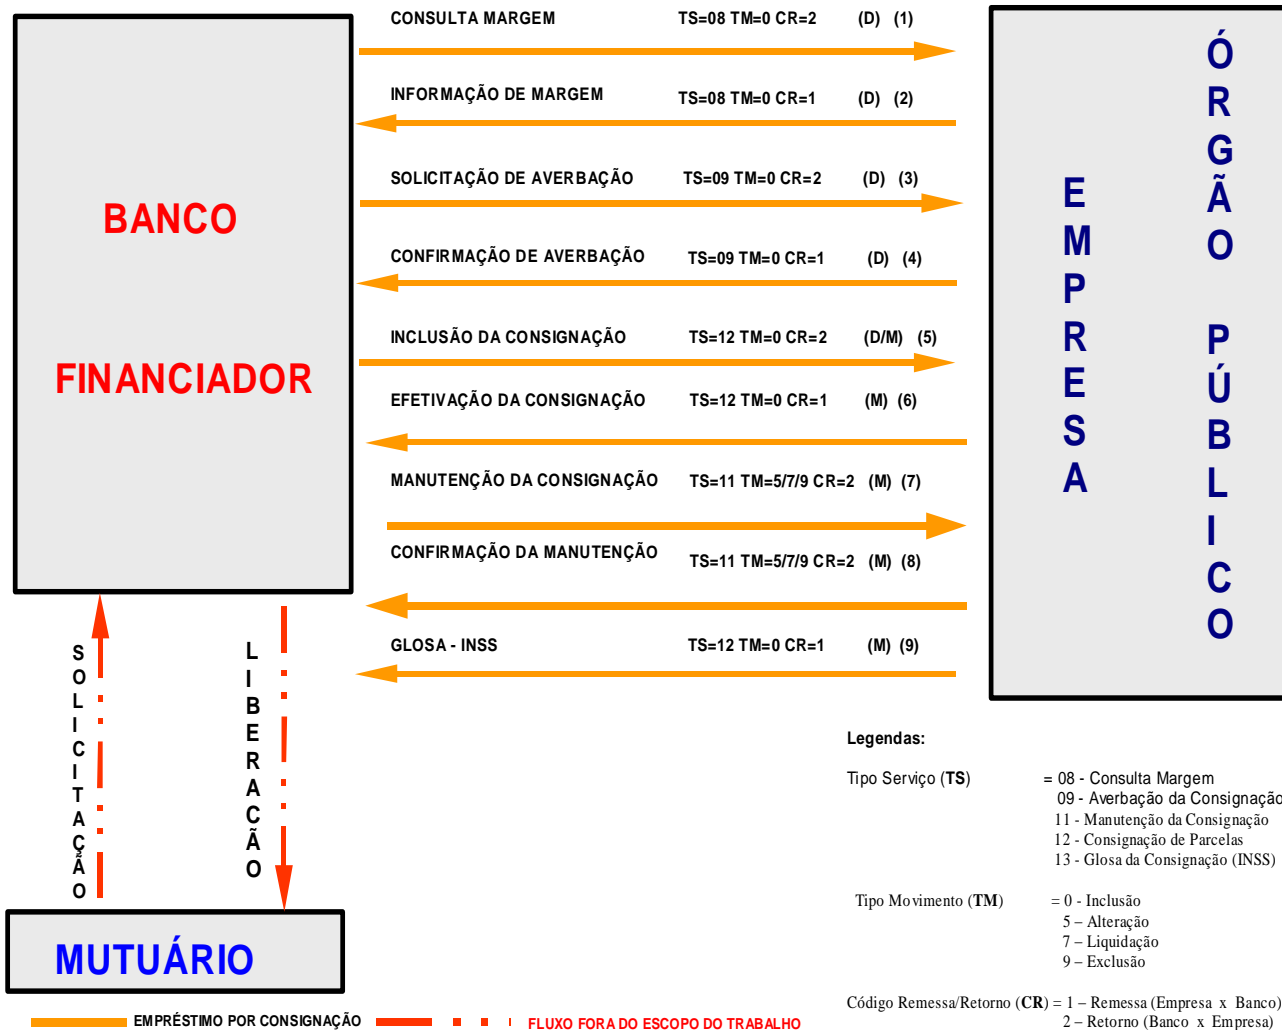 CONSULTA MARGEM TS=08 TM=0 CR=2 (D) (1)
INFORMAÇÃO DE MARGEM TS=08 TM=0 CR=1 (D) (2)
SOLICITAÇÃO DE AVERBAÇÃO TS=09 TM=0 CR=2 (D) (3)
CONFIRMAÇÃO DE AVERBAÇÃO TS=09 TM=0 CR=1 (D) (4)
INCLUSÃO DA CONSIGNAÇÃO TS=12 TM=0 CR=2 (D/M) (5)
EFETIVAÇÃO DA CONSIGNAÇÃO TS=12 TM=0 CR=1 (M) (6)
MANUTENÇÃO DA CONSIGNAÇÃO TS=11 TM=5/7/9 CR=2 (M) (7)
CONFIRMAÇÃO DA MANUTENÇÃO TS=11 TM=5/7/9 CR=2 (M) (8)
GLOSA - INSS TS=12 TM=0 CR=1 (M) (9)
BANCO
FINANCIADOR
EMPRESA
ÓRGÃO PÚBLICO
SOLICITAÇÃO
LIBERACÃO
MUTUÁRIO
Legendas:
Tipo Serviço (TS) = 08 - Consulta Margem
09 - Averbação da Consignação
11 - Manutenção da Consignação
12 - Consignação de Parcelas
13 - Glosa da Consignação (INSS)
Tipo Movimento (TM) = 0 - Inclusão
5 – Alteração
7 – Liquidação
9 – Exclusão
Código Remessa/Retorno (CR) = 1 – Remessa (Empresa x Banco)
2 – Retorno (Banco x Empresa)
EMPRÉSTIMO POR CONSIGNAÇÃO
FLUXO FORA DO ESCOPO DO TRABALHO